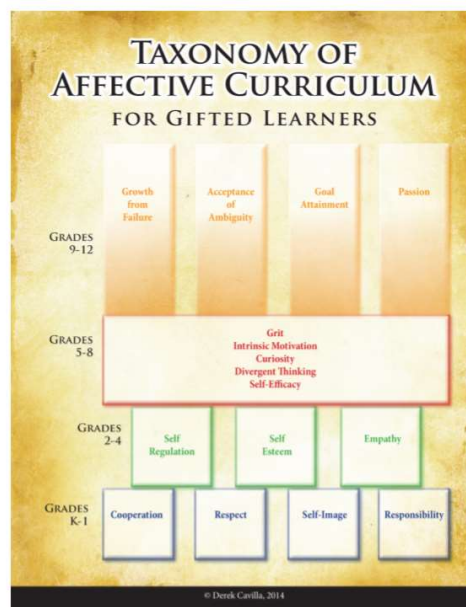 TAXONOMY OF
AFFECTIVE CURRICULUM
FOR GIFTED LEARNERS
Growth
from
Failure
Acceptance
of
Ambiguity
Goal
Attainment
Passion
GRADES
9-12
GRADES
5-8
Grit
Intrinsic Motivation
Curiosity
Divergent Thinking
Self-Efficacy
GRADES
2-4
Self
Regulation
Self
Esteem
Empathy
GRADES
K-1
Cooperation
Respect
Self-Image
Responsibility
© Derek Cavilla, 2014